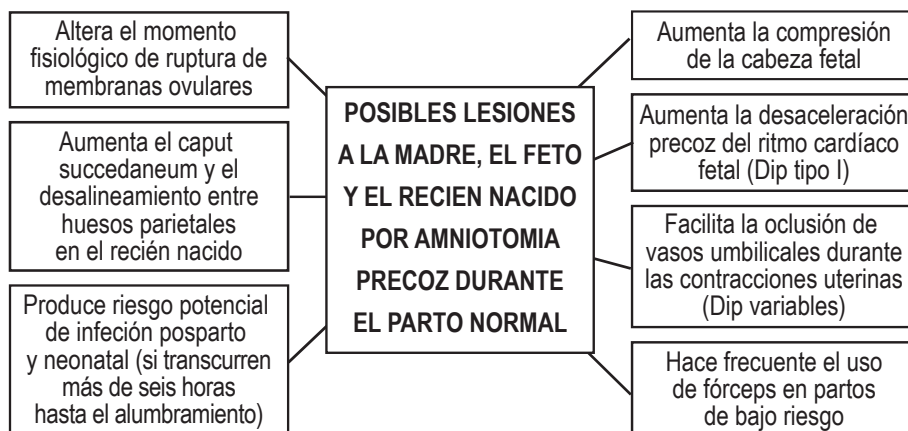 Altera el momento
fisiológico de ruptura de
membranas ovulares
Aumenta el caput
succedaneum y el
desalineamiento entre
huesos parietales
en el recién nacido
Produce riesgo potencial
de infeción posparto
y neonatal (si transcurren
más de seis horas
hasta el alumbramiento)
POSIBLES LESIONES
A LA MADRE, EL FETO
Y EL RECIEN NACIDO
POR AMNIOTOMIA
PRECOZ DURANTE
EL PARTO NORMAL
Aumenta la compresión
de la cabeza fetal
Aumenta la desaceleración
precoz del ritmo cardíaco
fetal (Dip tipo I)
Facilita la oclusión de
vasos umbilicales durante
las contracciones uterinas
(Dip variables)
Hace frecuente el uso
de fórceps en partos
de bajo riesgo